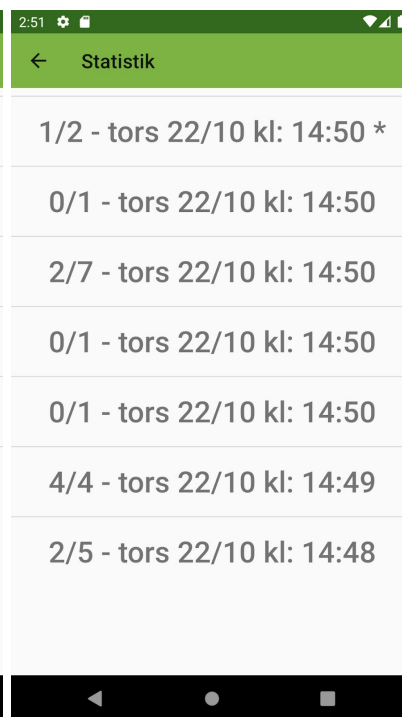 2:51
Statistik
1/2 - tors 22/10 kl: 14:50 *
0/1 - tors 22/10 kl: 14:50
2/7 - tors 22/10 kl: 14:50
0/1 - tors 22/10 kl: 14:50
0/1 - tors 22/10 kl: 14:50
4/4 - tors 22/10 kl: 14:49
2/5 - tors 22/10 kl: 14:48